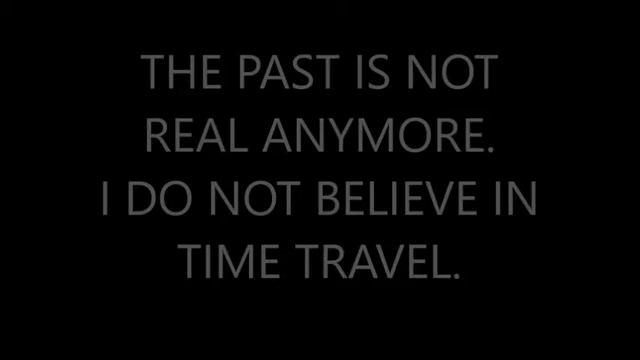 THE PAST IS NOT
REAL ANYMORE.
I DO NOT BELIEVE IN
TIME TRAVEL.